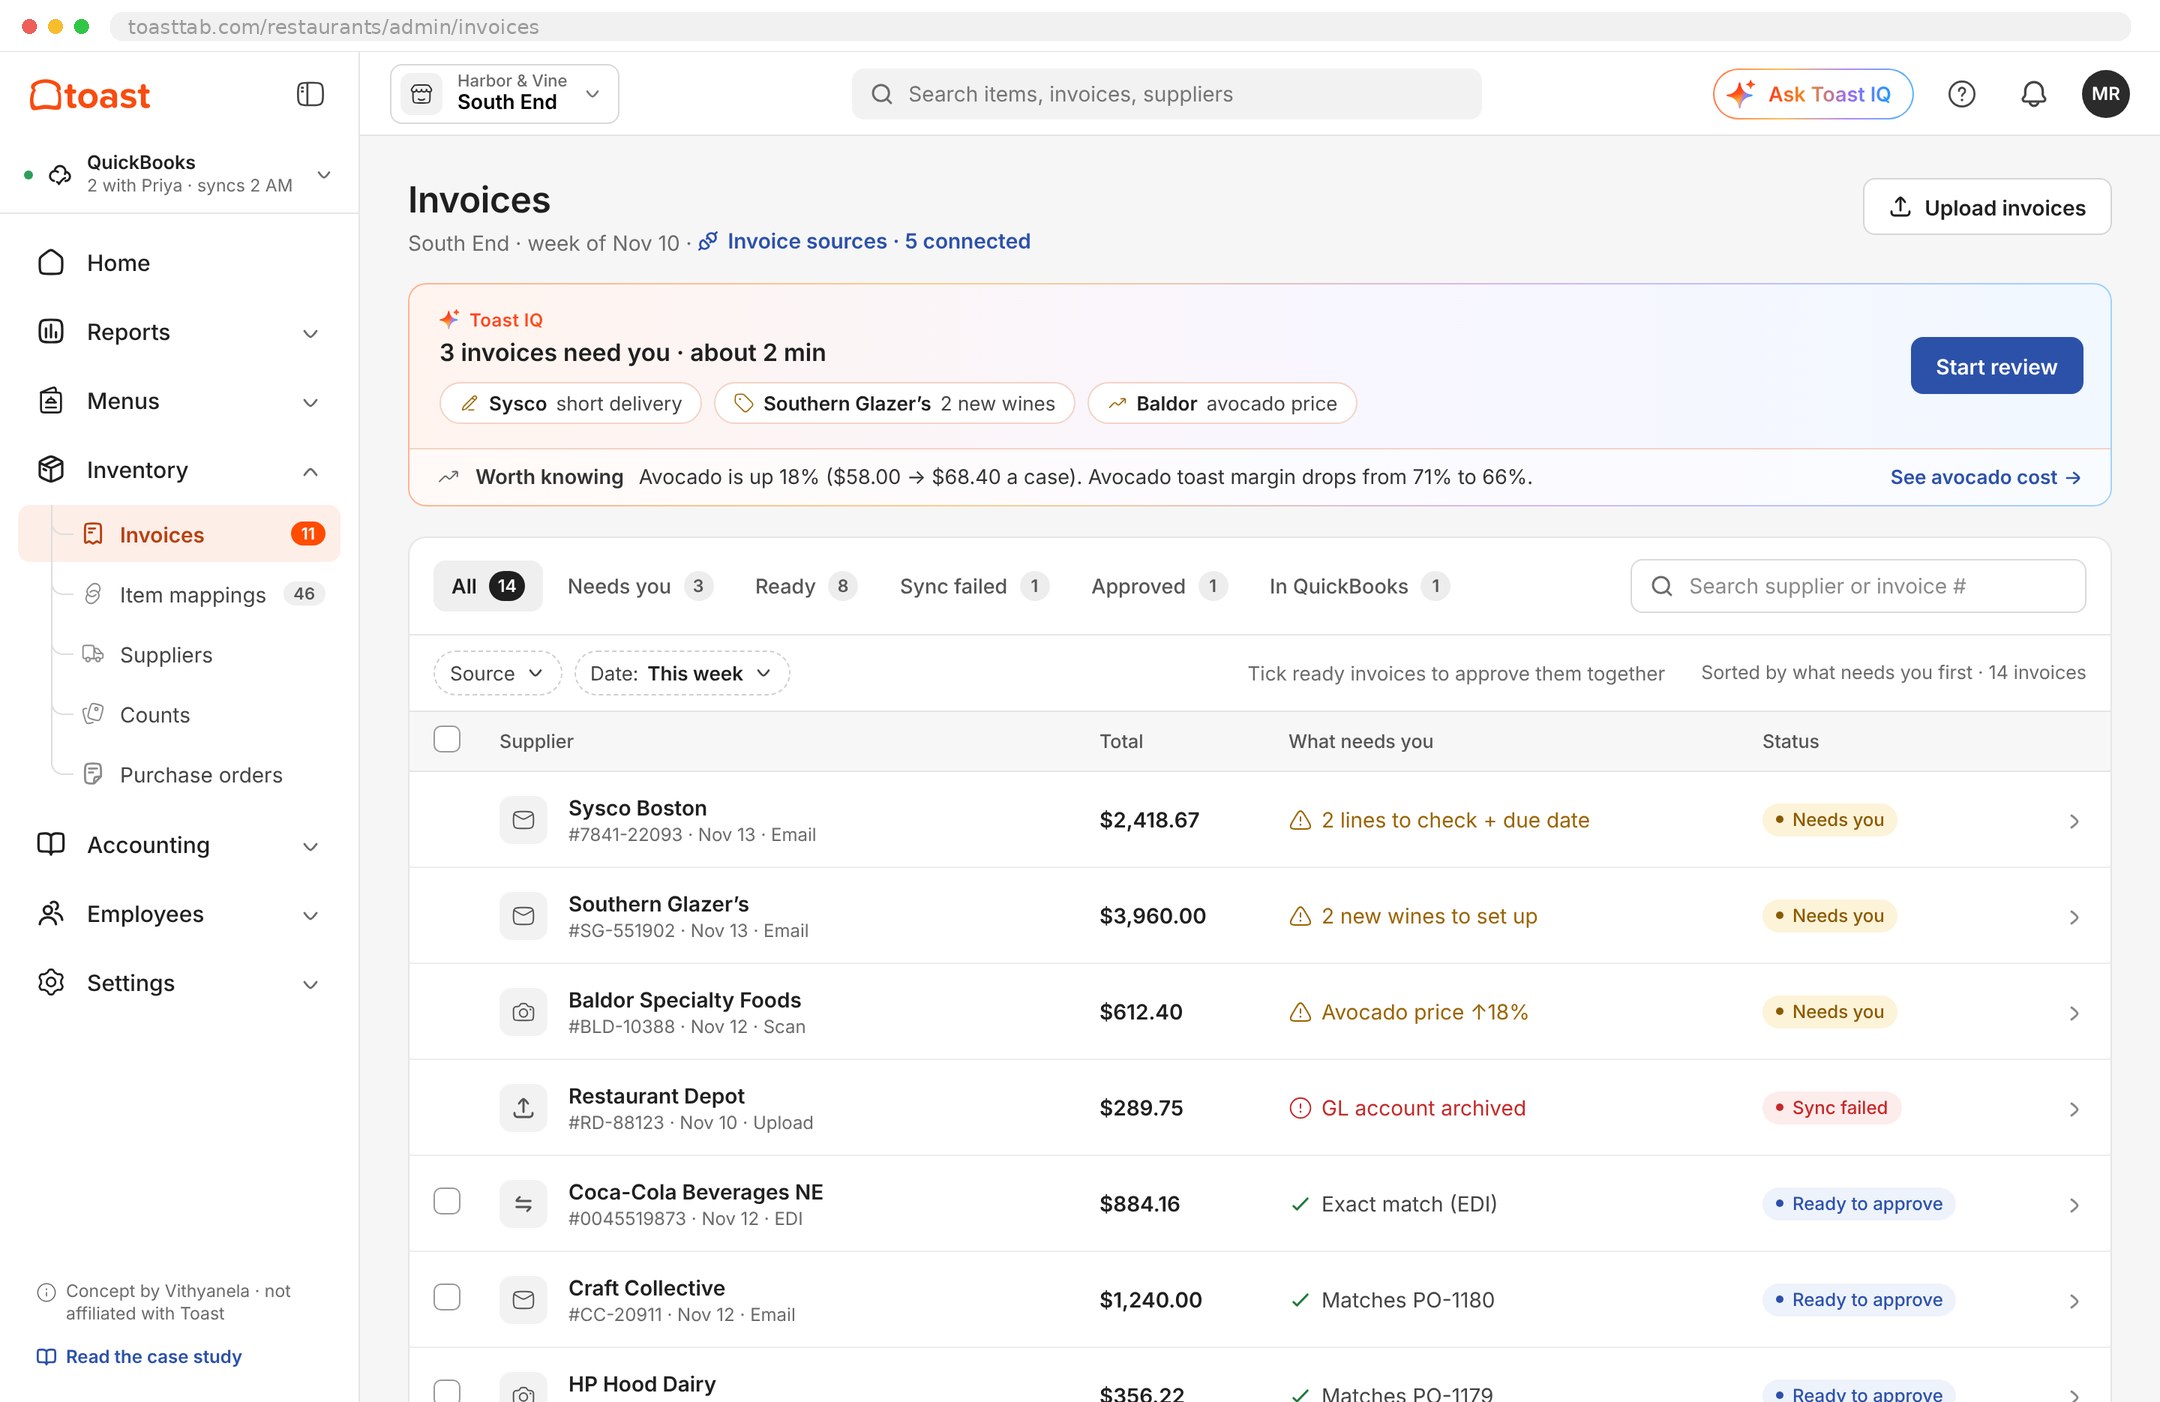 toasttab.com/restaurants/admin/invoices
toast
Harbor & Vine
South End
Search items, invoices, suppliers
Ask Toast IQ
MR
QuickBooks
2 with Priya · syncs 2 AM
Home
Reports
Menus
Inventory
Invoices 11
Item mappings 46
Suppliers
Counts
Purchase orders
Accounting
Employees
Settings
Concept by Vithyanela · not
affiliated with Toast
Read the case study
Invoices
South End · week of Nov 10 · Invoice sources · 5 connected
Upload invoices
Toast IQ
3 invoices need you · about 2 min
Sysco short delivery
Southern Glazer’s 2 new wines
Baldor avocado price
Start review
Worth knowing Avocado is up 18% ($58.00 → $68.40 a case). Avocado toast margin drops from 71% to 66%.
See avocado cost →
All 14 Needs you 3 Ready 8 Sync failed 1 Approved 1 In QuickBooks 1
Search supplier or invoice #
Source Date: This week
Tick ready invoices to approve them together
Sorted by what needs you first · 14 invoices
Supplier Total What needs you Status
Sysco Boston
#7841-22093 · Nov 13 · Email
$2,418.67
2 lines to check + due date
Needs you
Southern Glazer’s
#SG-551902 · Nov 13 · Email
$3,960.00
2 new wines to set up
Needs you
Baldor Specialty Foods
#BLD-10388 · Nov 12 · Scan
$612.40
Avocado price ↑18%
Needs you
Restaurant Depot
#RD-88123 · Nov 10 · Upload
$289.75
GL account archived
Sync failed
Coca-Cola Beverages NE
#0045519873 · Nov 12 · EDI
$884.16
Exact match (EDI)
Ready to approve
Craft Collective
#CC-20911 · Nov 12 · Email
$1,240.00
Matches PO-1180
Ready to approve
HP Hood Dairy
$356.22
Matches PO-1179
Ready to approve